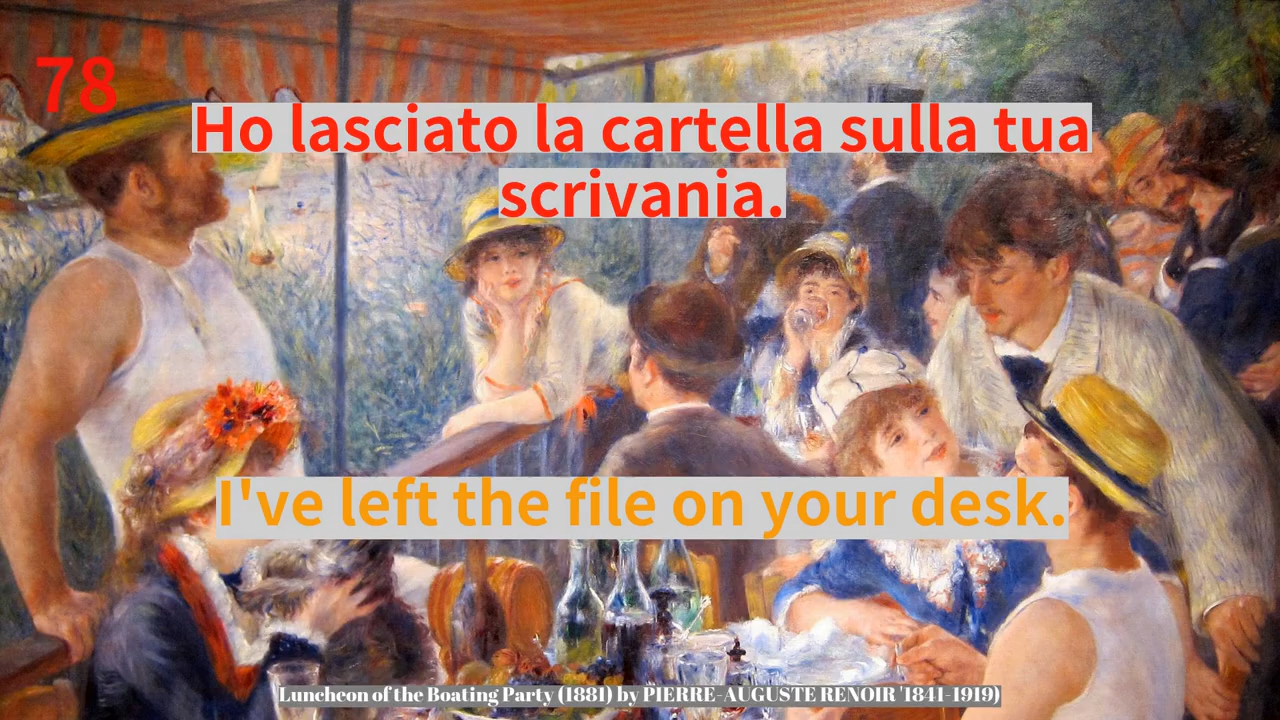 78
Ho lasciato la cartella sulla tua
scrivania.
I've left the file on your desk.
Luncheon of the Boating Party (1881) by PIERRE-AUGUSTE RENOIR '1841-1919)